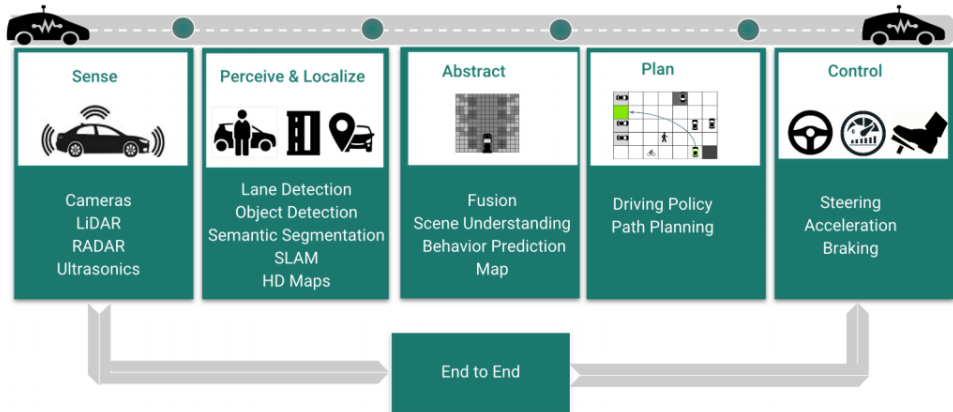 Sense
Cameras
LiDAR
RADAR
Ultrasonics
Perceive & Localize
Lane Detection
Object Detection
Semantic Segmentation
SLAM
HD Maps
Abstract
Fusion
Scene Understanding
Behavior Prediction
Map
Plan
Driving Policy
Path Planning
Control
Steering
Acceleration
Braking
End to End